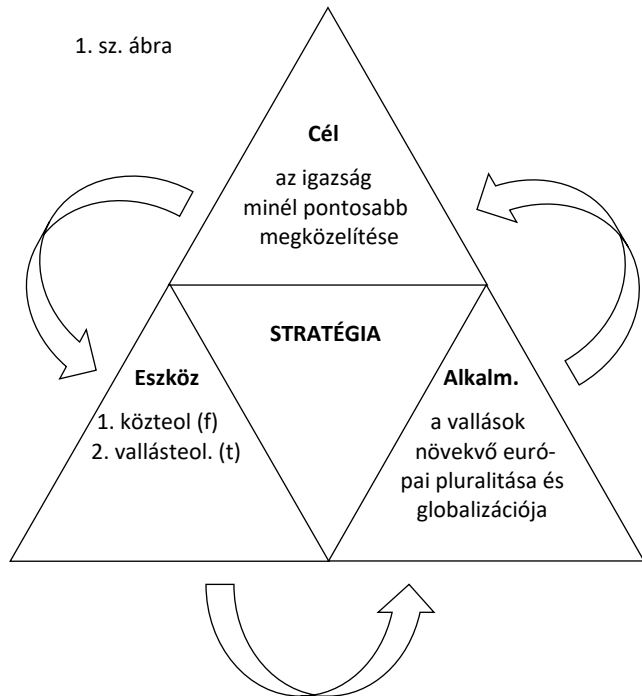 1. sz. ábra
Cél
az igazság
minél pontosabb
megközelítése
STRATÉGIA
Eszköz
1. közteol (f)
2. vallásteol. (t)
Alkalm.
a vallások
növekvő euró-
pai pluralitása és
globalizációja